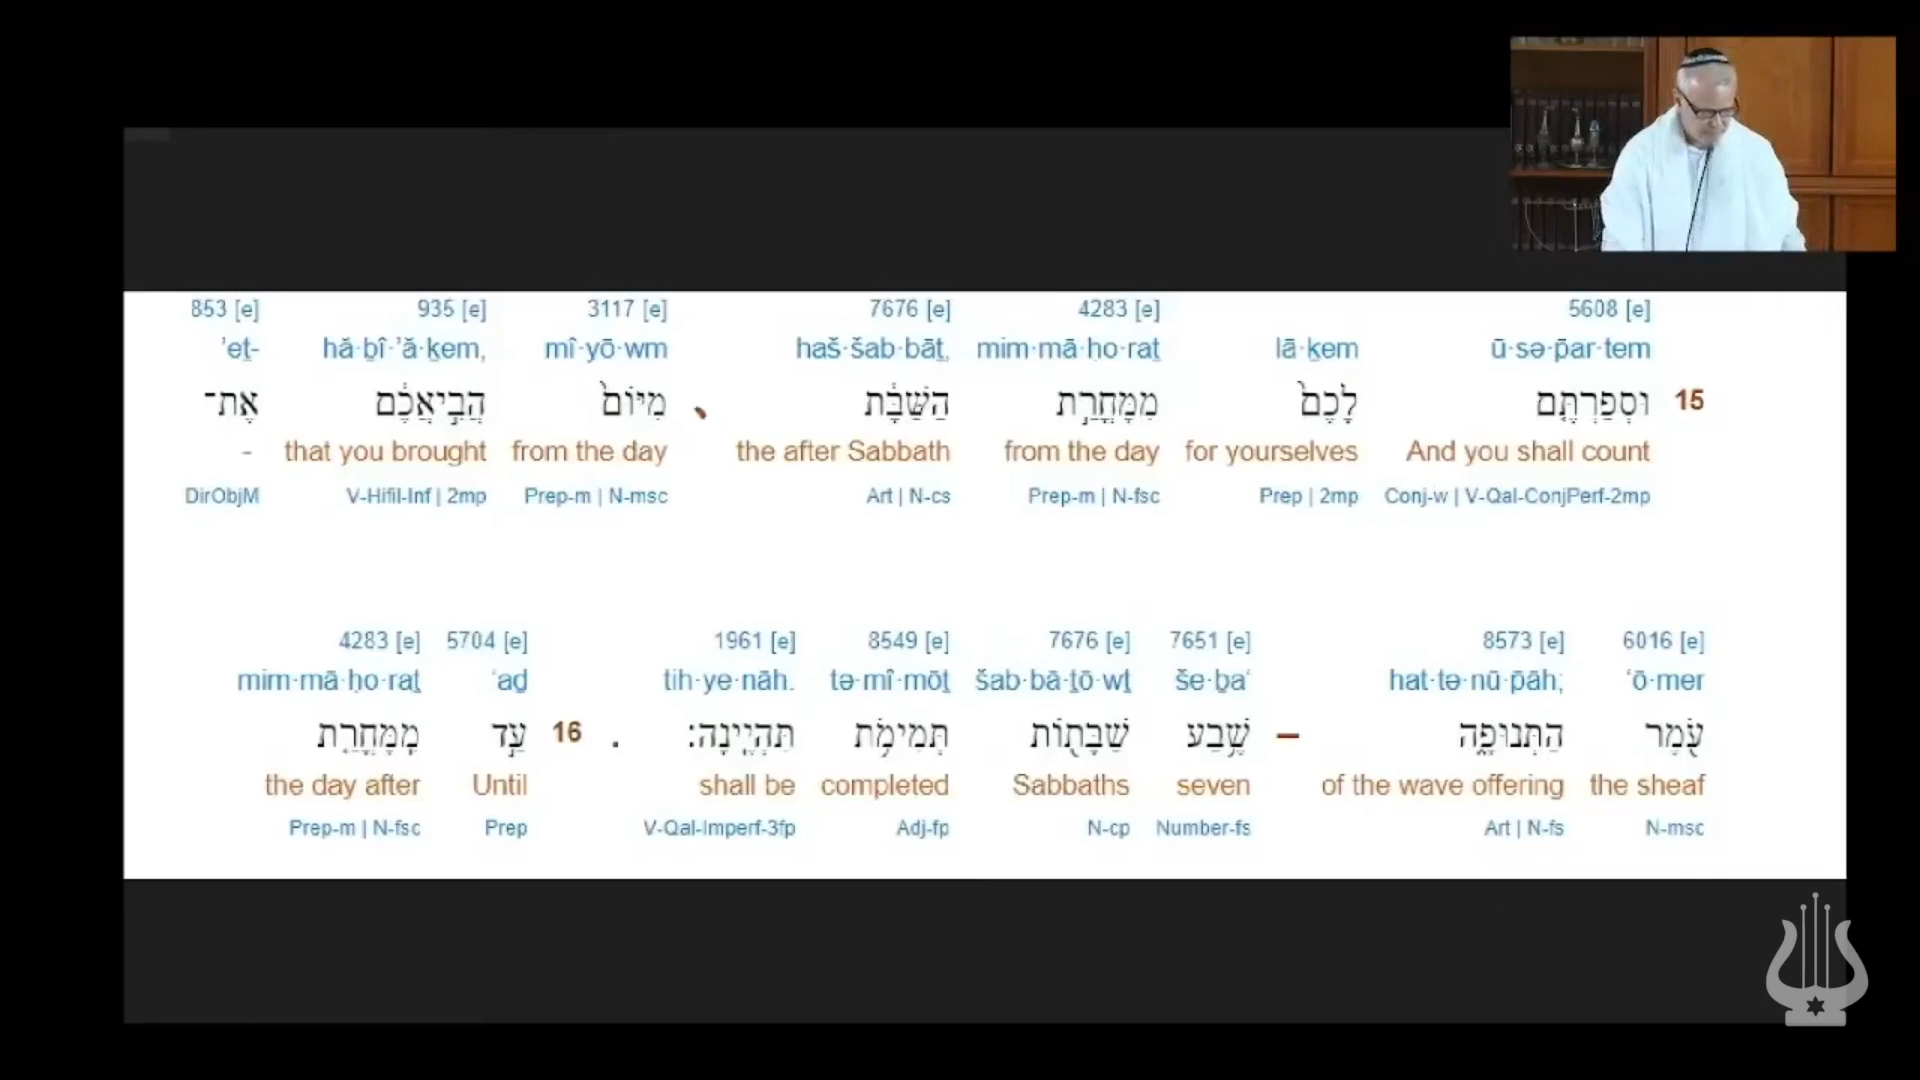 5608 [e] 4283 [e] 7676 [e] 3117 [e] 935 [e] 853 [e]
ū·sə·p̄ar·tem lā·ḵem mim·mā·ḥo·raṯ haš·šab·bāṯ, mî·yō·wm hă·ḇî·’ă·ḵem, ’eṯ-
15 וּסְפַרְתֶּ֤ם לָכֶם֙ מִמָּחֳרַ֣ת הַשַּׁבָּ֔ת 、 מִיּוֹם֙ הֲבִ֣יאֲכֶ֔ם אֶת־
And you shall count for yourselves from the day the after Sabbath from the day that you brought -
Conj-w | V-Qal-ConjPerf-2mp Prep | 2mp Prep-m | N-fsc Art | N-cs Prep-m | N-msc V-Hifil-Inf | 2mp DirObjM
6016 [e] 8573 [e] 7651 [e] 7676 [e] 8549 [e] 1961 [e] 5704 [e] 4283 [e]
‘ō·mer hat·tə·nū·p̄āh; še·ḇa‘ šab·bā·ṯō·wṯ tə·mî·mōṯ tih·ye·nāh. ‘aḏ mim·mā·ḥo·raṯ
עֹ֖מֶר הַתְּנוּפָ֑ה – שֶׁ֥בַע שַׁבָּת֖וֹת תְּמִימֹ֥ת תִּהְיֶֽינָה׃ . 16 עַ֣ד מִֽמָּחֳרַ֤ת
the sheaf of the wave offering seven Sabbaths completed shall be Until the day after
N-msc Art | N-fs Number-fs N-cp Adj-fp V-Qal-Imperf-3fp Prep Prep-m | N-fsc